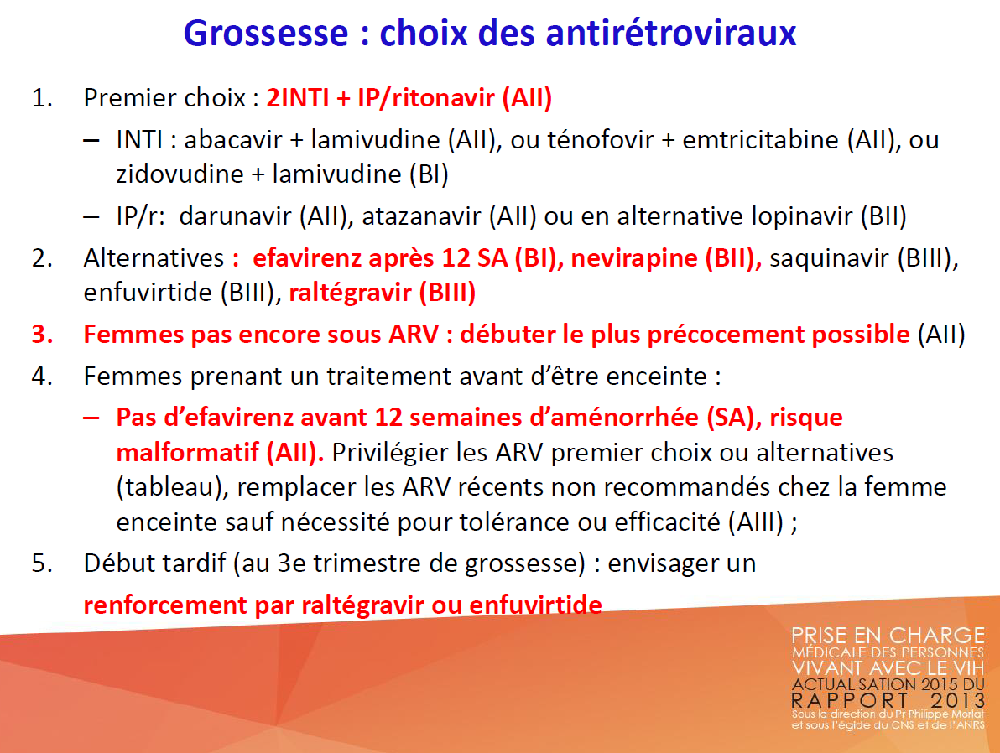 Grossesse : choix des antirétroviraux
1. Premier choix : 2INTI + IP/ritonavir (AII)
– INTI : abacavir + lamivudine (AII), ou ténofovir + emtricitabine (AII), ou
zidovudine + lamivudine (BI)
– IP/r: darunavir (AII), atazanavir (AII) ou en alternative lopinavir (BII)
2. Alternatives : efavirenz après 12 SA (BI), nevirapine (BII), saquinavir (BIII),
enfuvirtide (BIII), raltégravir (BIII)
3. Femmes pas encore sous ARV : débuter le plus précocement possible (AII)
4. Femmes prenant un traitement avant d’être enceinte :
– Pas d’efavirenz avant 12 semaines d’aménorrhée (SA), risque
malformatif (AII). Privilégier les ARV premier choix ou alternatives
(tableau), remplacer les ARV récents non recommandés chez la femme
enceinte sauf nécessité pour tolérance ou efficacité (AIII) ;
5. Début tardif (au 3e trimestre de grossesse) : envisager un
renforcement par raltégravir ou enfuvirtide
PRISE EN CHARGE
MÉDICALE DES PERSONNES
VIVANT AVEC LE VIH
ACTUALISATION 2015 DU
RAPPORT 2013
Sous la direction du Pr Philippe Morlat
et sous l’égide du CNS et de l’ANRS